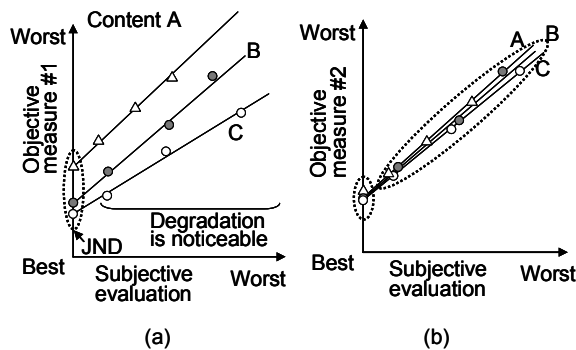 Worst
Content A
Objective
measure #1
B
C
Degradation
is noticeable
JND
Best
Subjective
evaluation
Worst
(a)
Worst
Objective
measure #2
A
B
C
Best
Subjective
evaluation
Worst
(b)